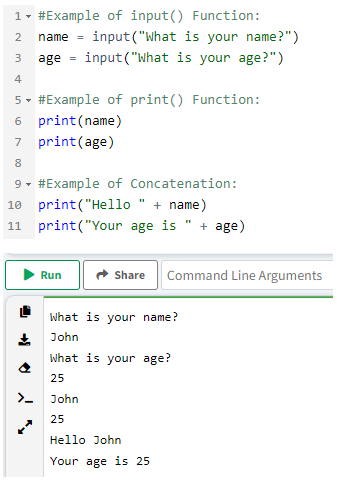 1 #Example of input() Function:
2 name = input("What is your name?")
3 age = input("What is your age?")
4
5 #Example of print() Function:
6 print(name)
7 print(age)
8
9 #Example of Concatenation:
10 print("Hello " + name)
11 print("Your age is " + age)
Run Share Command Line Arguments
What is your name?
John
What is your age?
25
John
25
Hello John
Your age is 25